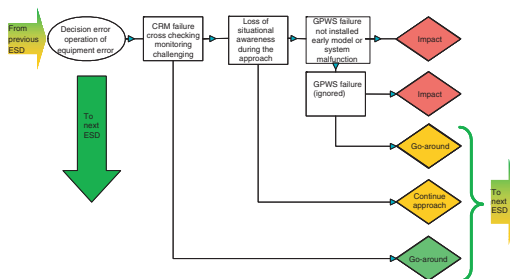 From
previous
ESD
Decision error
operation of
equipment error
CRM failure
cross checking
monitoring
challenging
Loss of
situational
awareness
during the
approach
GPWS failure
not installed
early model or
system
malfunction
Impact
GPWS failure
(ignored)
Impact
To
next
ESD
Go-around
Continue
approach
To
next
ESD
Go-around